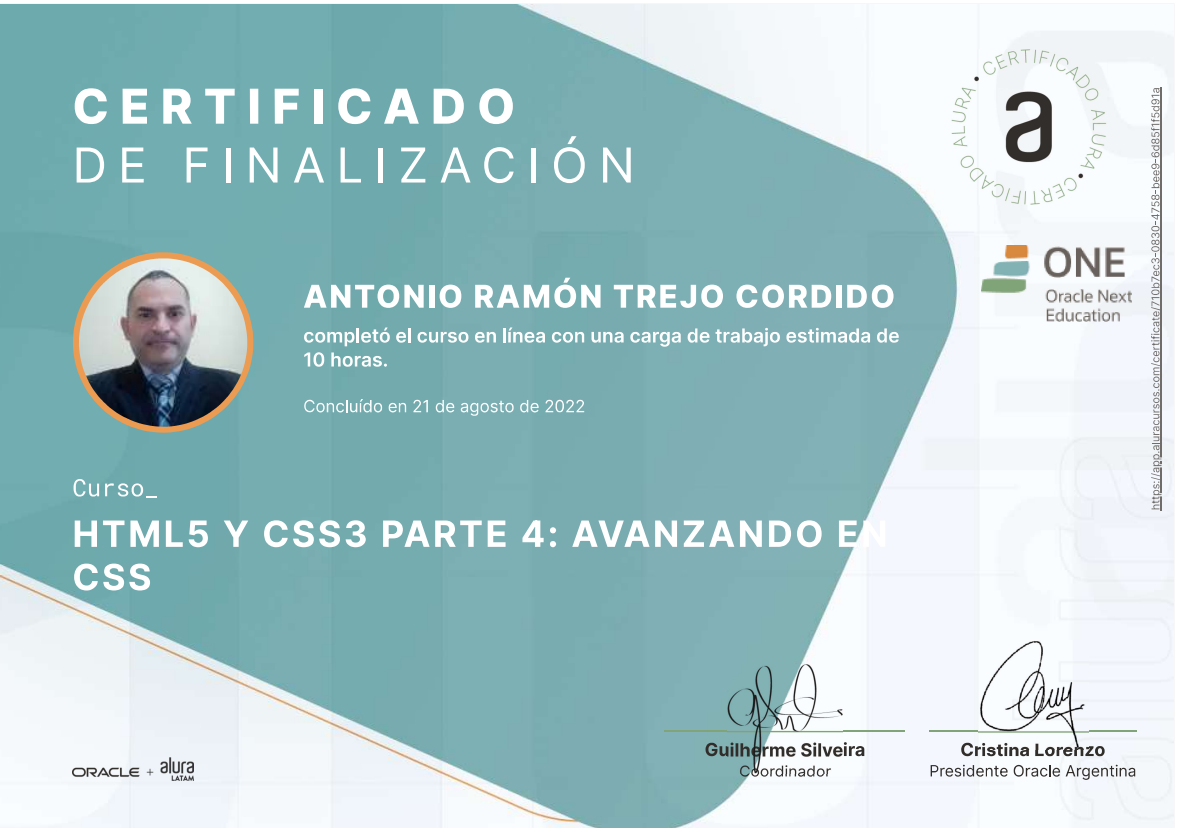 CERTIFICADO
DE FINALIZACIÓN
ANTONIO RAMÓN TREJO CORDIDO
completó el curso en línea con una carga de trabajo estimada de
10 horas.
Concluído en 21 de agosto de 2022
Curso_
HTML5 Y CSS3 PARTE 4: AVANZANDO EN
CSS
CERTIFICADO ALURA • CERTIFICADO ALURA •
a
ONE
Oracle Next
Education
https://app.aluracursos.com/certificate/710b7ec3-0830-4758-bee9-6d85f1f5d91a
Guilherme Silveira
Coordinador
Cristina Lorenzo
Presidente Oracle Argentina
ORACLE + alura
LATAM